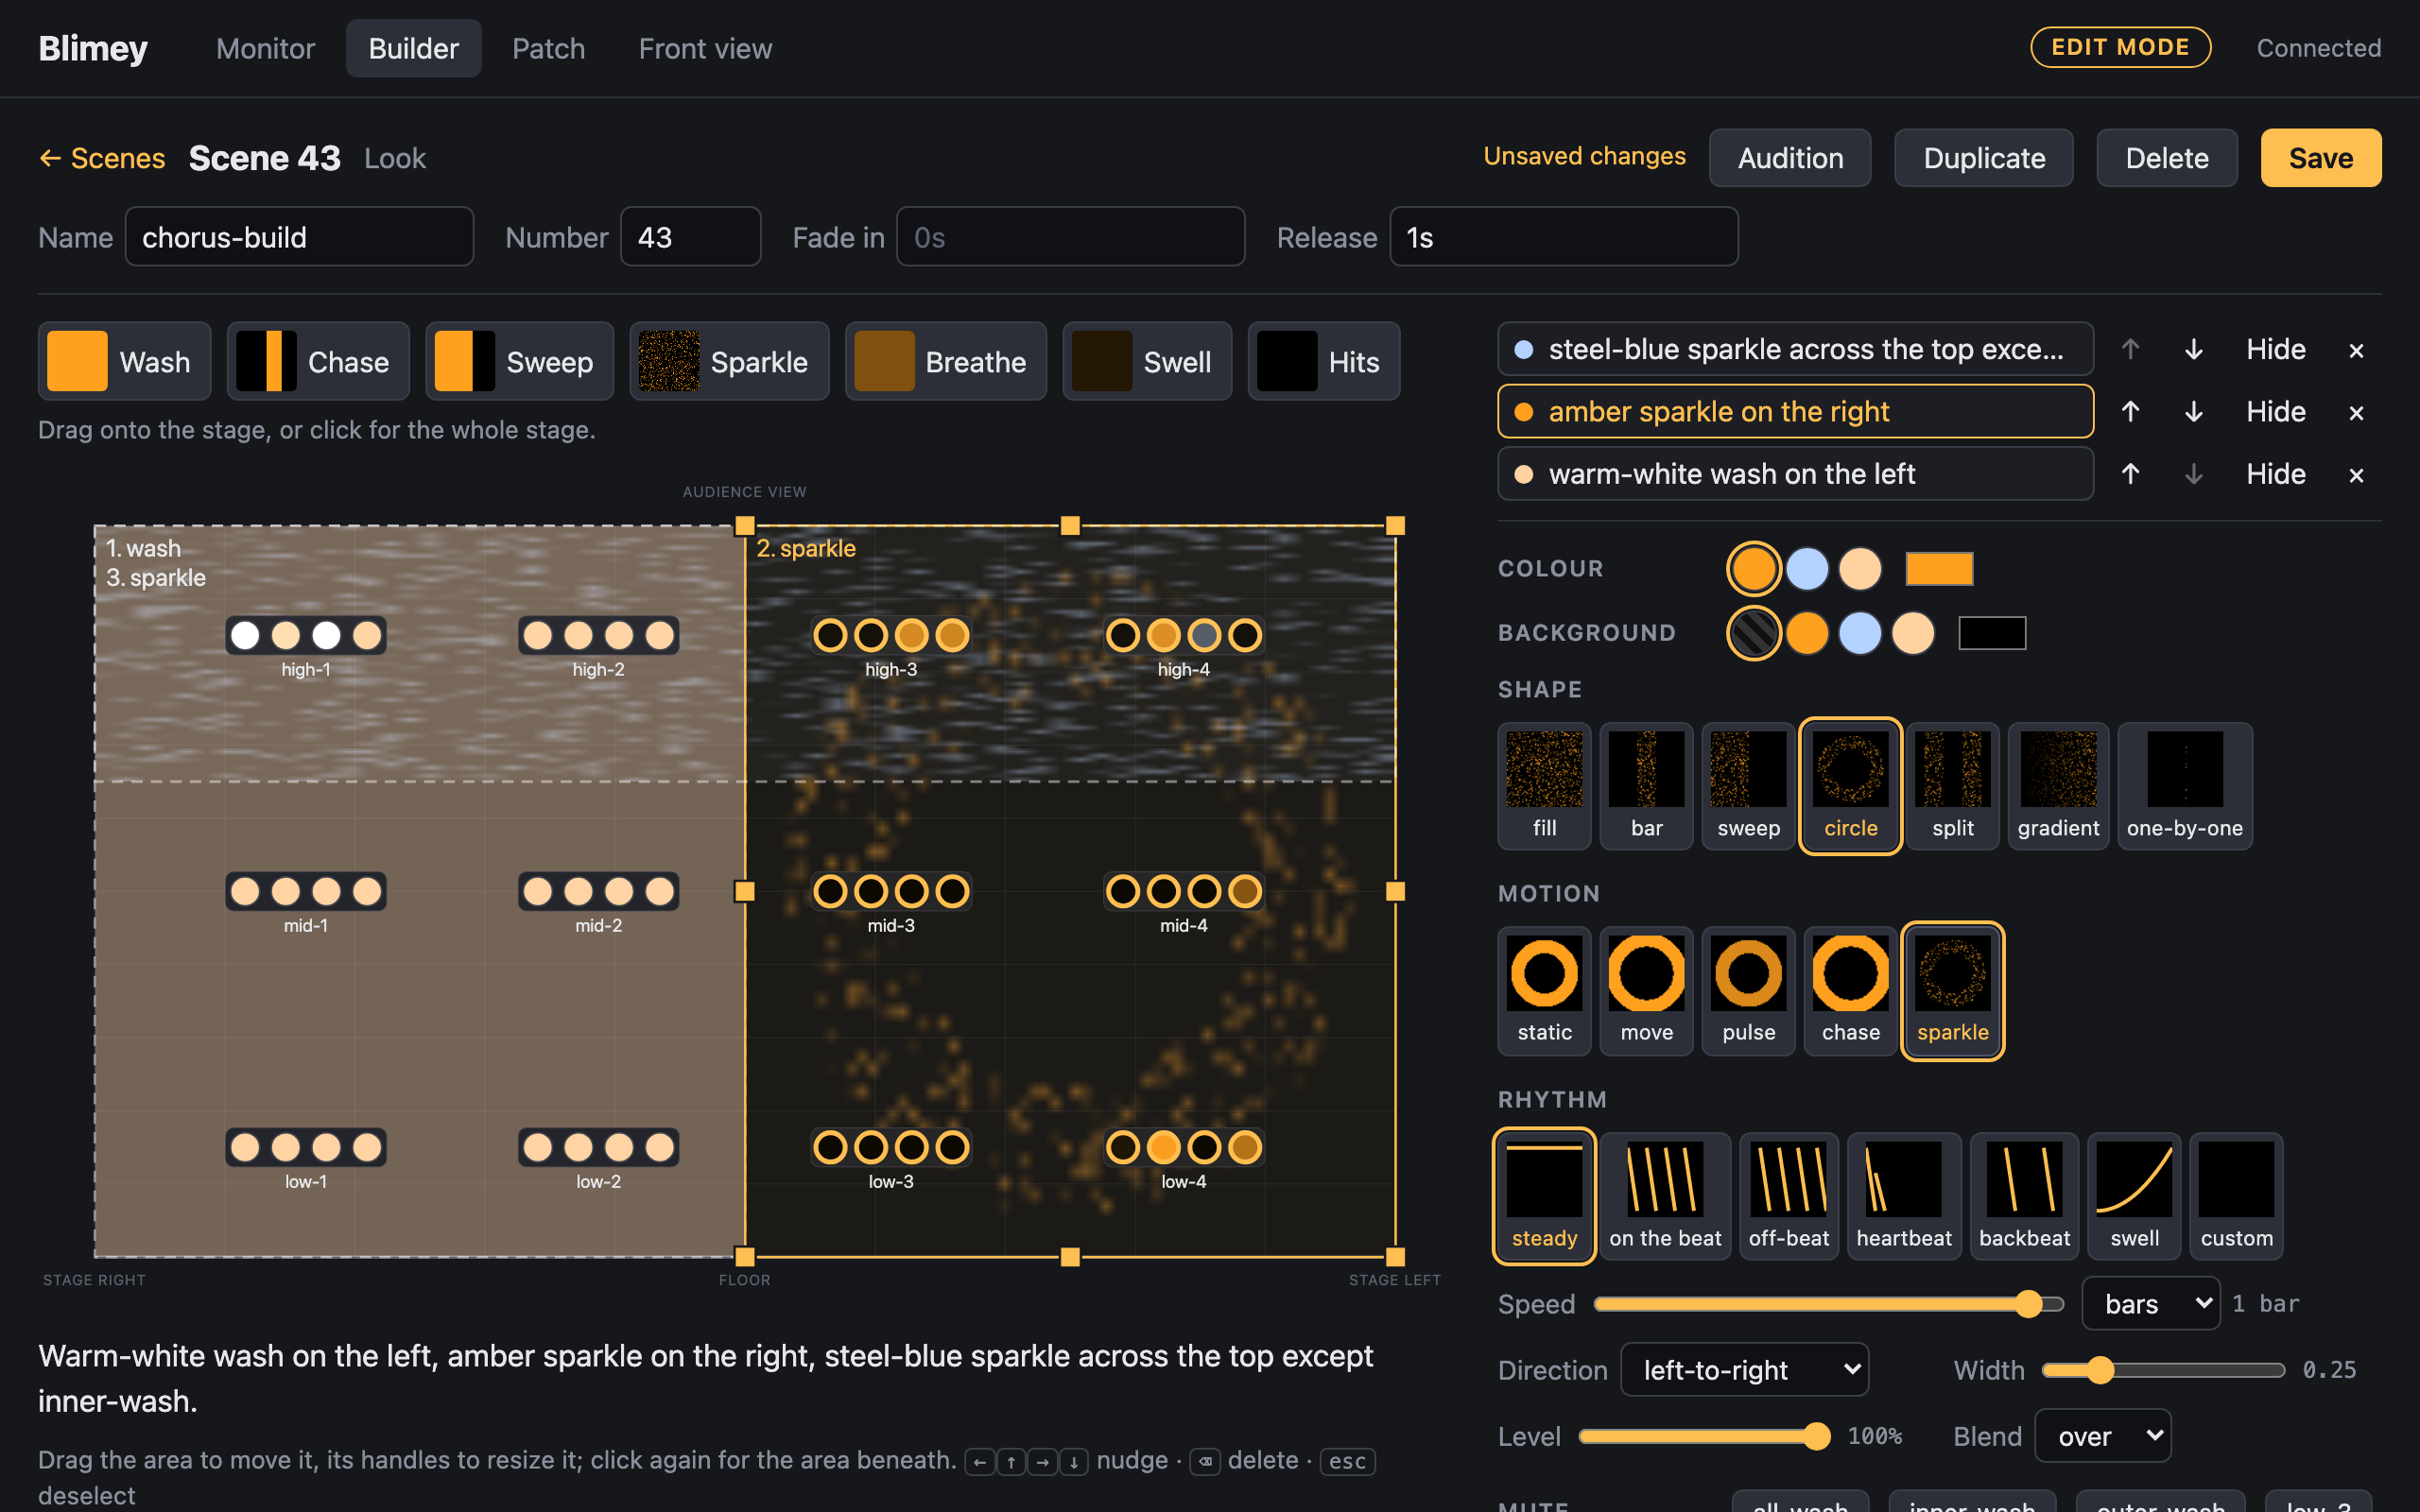 Blimey Monitor Builder Patch Front view EDIT MODE Connected
← Scenes Scene 43 Look Unsaved changes Audition Duplicate Delete Save
Name chorus-build Number 43 Fade in 0s Release 1s
Wash Chase Sweep Sparkle Breathe Swell Hits
Drag onto the stage, or click for the whole stage.
AUDIENCE VIEW
1. wash
3. sparkle
2. sparkle
high-1 high-2 high-3 high-4
mid-1 mid-2 mid-3 mid-4
low-1 low-2 low-3 low-4
STAGE RIGHT FLOOR STAGE LEFT
Warm-white wash on the left, amber sparkle on the right, steel-blue sparkle across the top except
inner-wash.
Drag the area to move it, its handles to resize it; click again for the area beneath. ← ↑ → ↓ nudge · ⌫ delete · esc
deselect
steel-blue sparkle across the top exce... ↑ ↓ Hide ×
amber sparkle on the right ↑ ↓ Hide ×
warm-white wash on the left ↑ ↓ Hide ×
COLOUR
BACKGROUND
SHAPE
fill bar sweep circle split gradient one-by-one
MOTION
static move pulse chase sparkle
RHYTHM
steady on the beat off-beat heartbeat backbeat swell custom
Speed bars 1 bar
Direction left-to-right Width 0.25
Level 100% Blend over
MUTE all-wash inner-wash outer-wash low-3